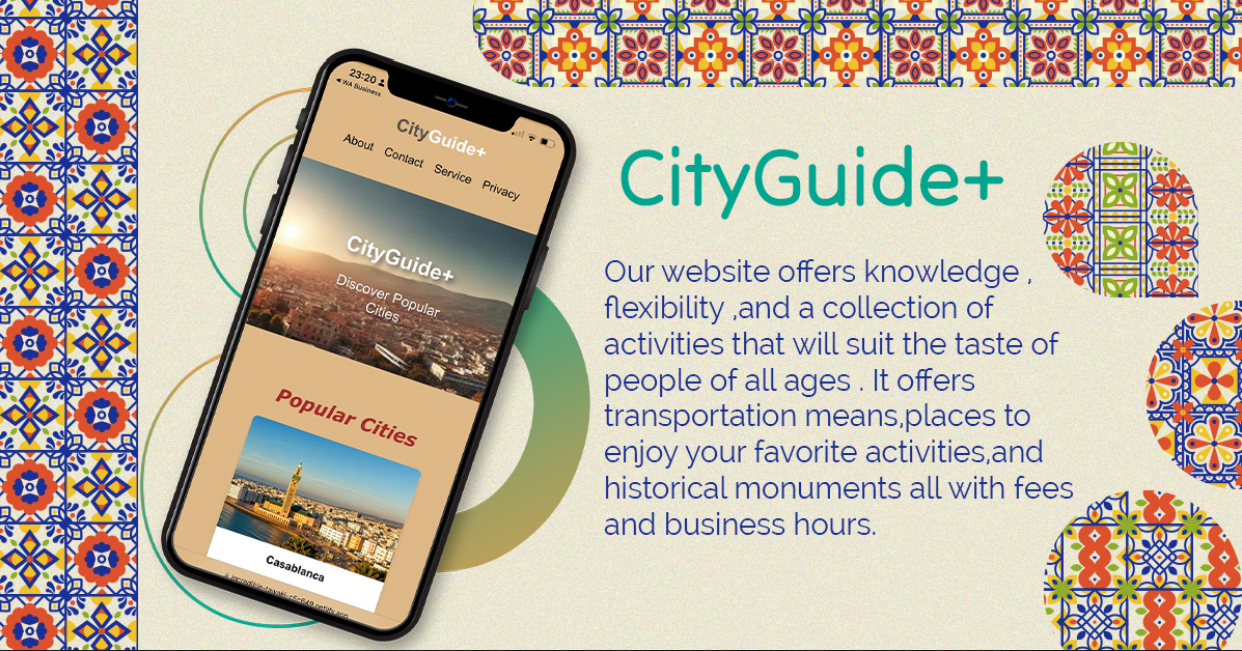 23:20
◀ WA Business
CityGuide+
About Contact Service Privacy
CityGuide+
Discover Popular
Cities
Popular Cities
Casablanca
CityGuide+
Our website offers knowledge ,
flexibility ,and a collection of
activities that will suit the taste of
people of all ages . It offers
transportation means,places to
enjoy your favorite activities,and
historical monuments all with fees
and business hours.